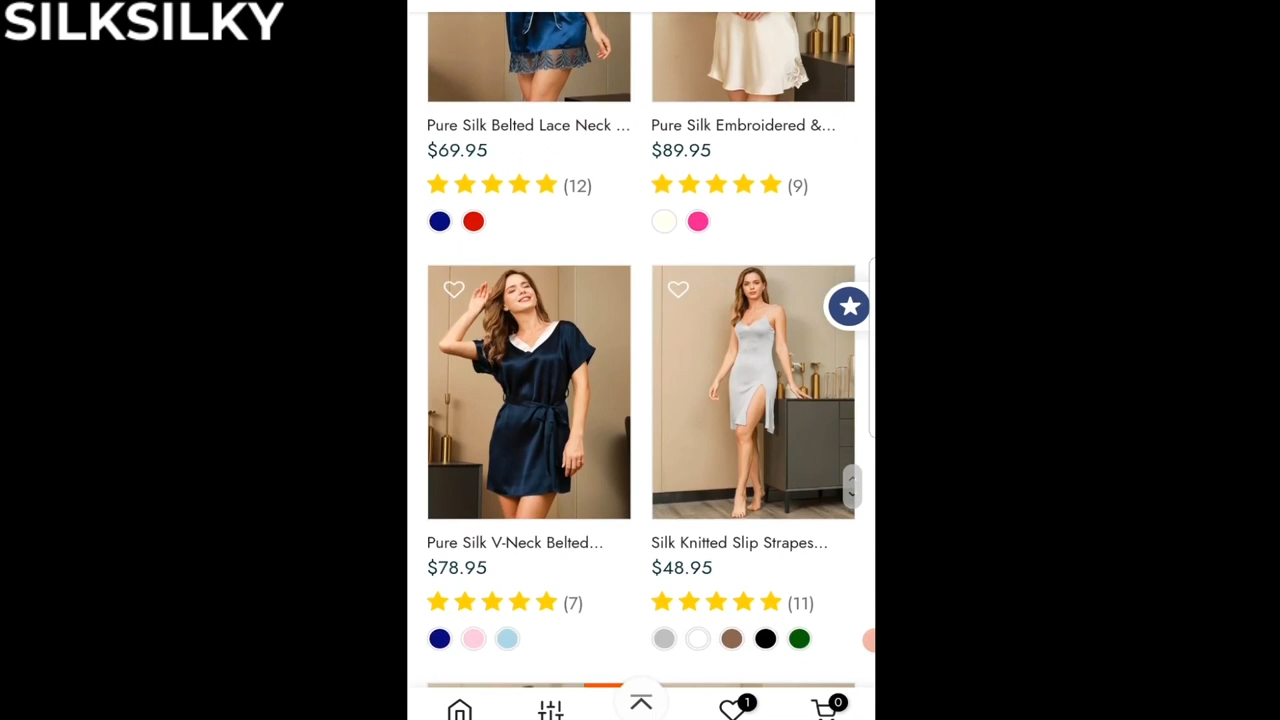 SILKSILKY
Pure Silk Belted Lace Neck ...
$69.95
(12)
Pure Silk Embroidered &...
$89.95
(9)
Pure Silk V-Neck Belted...
$78.95
(7)
Silk Knitted Slip Strapes...
$48.95
(11)
1
0